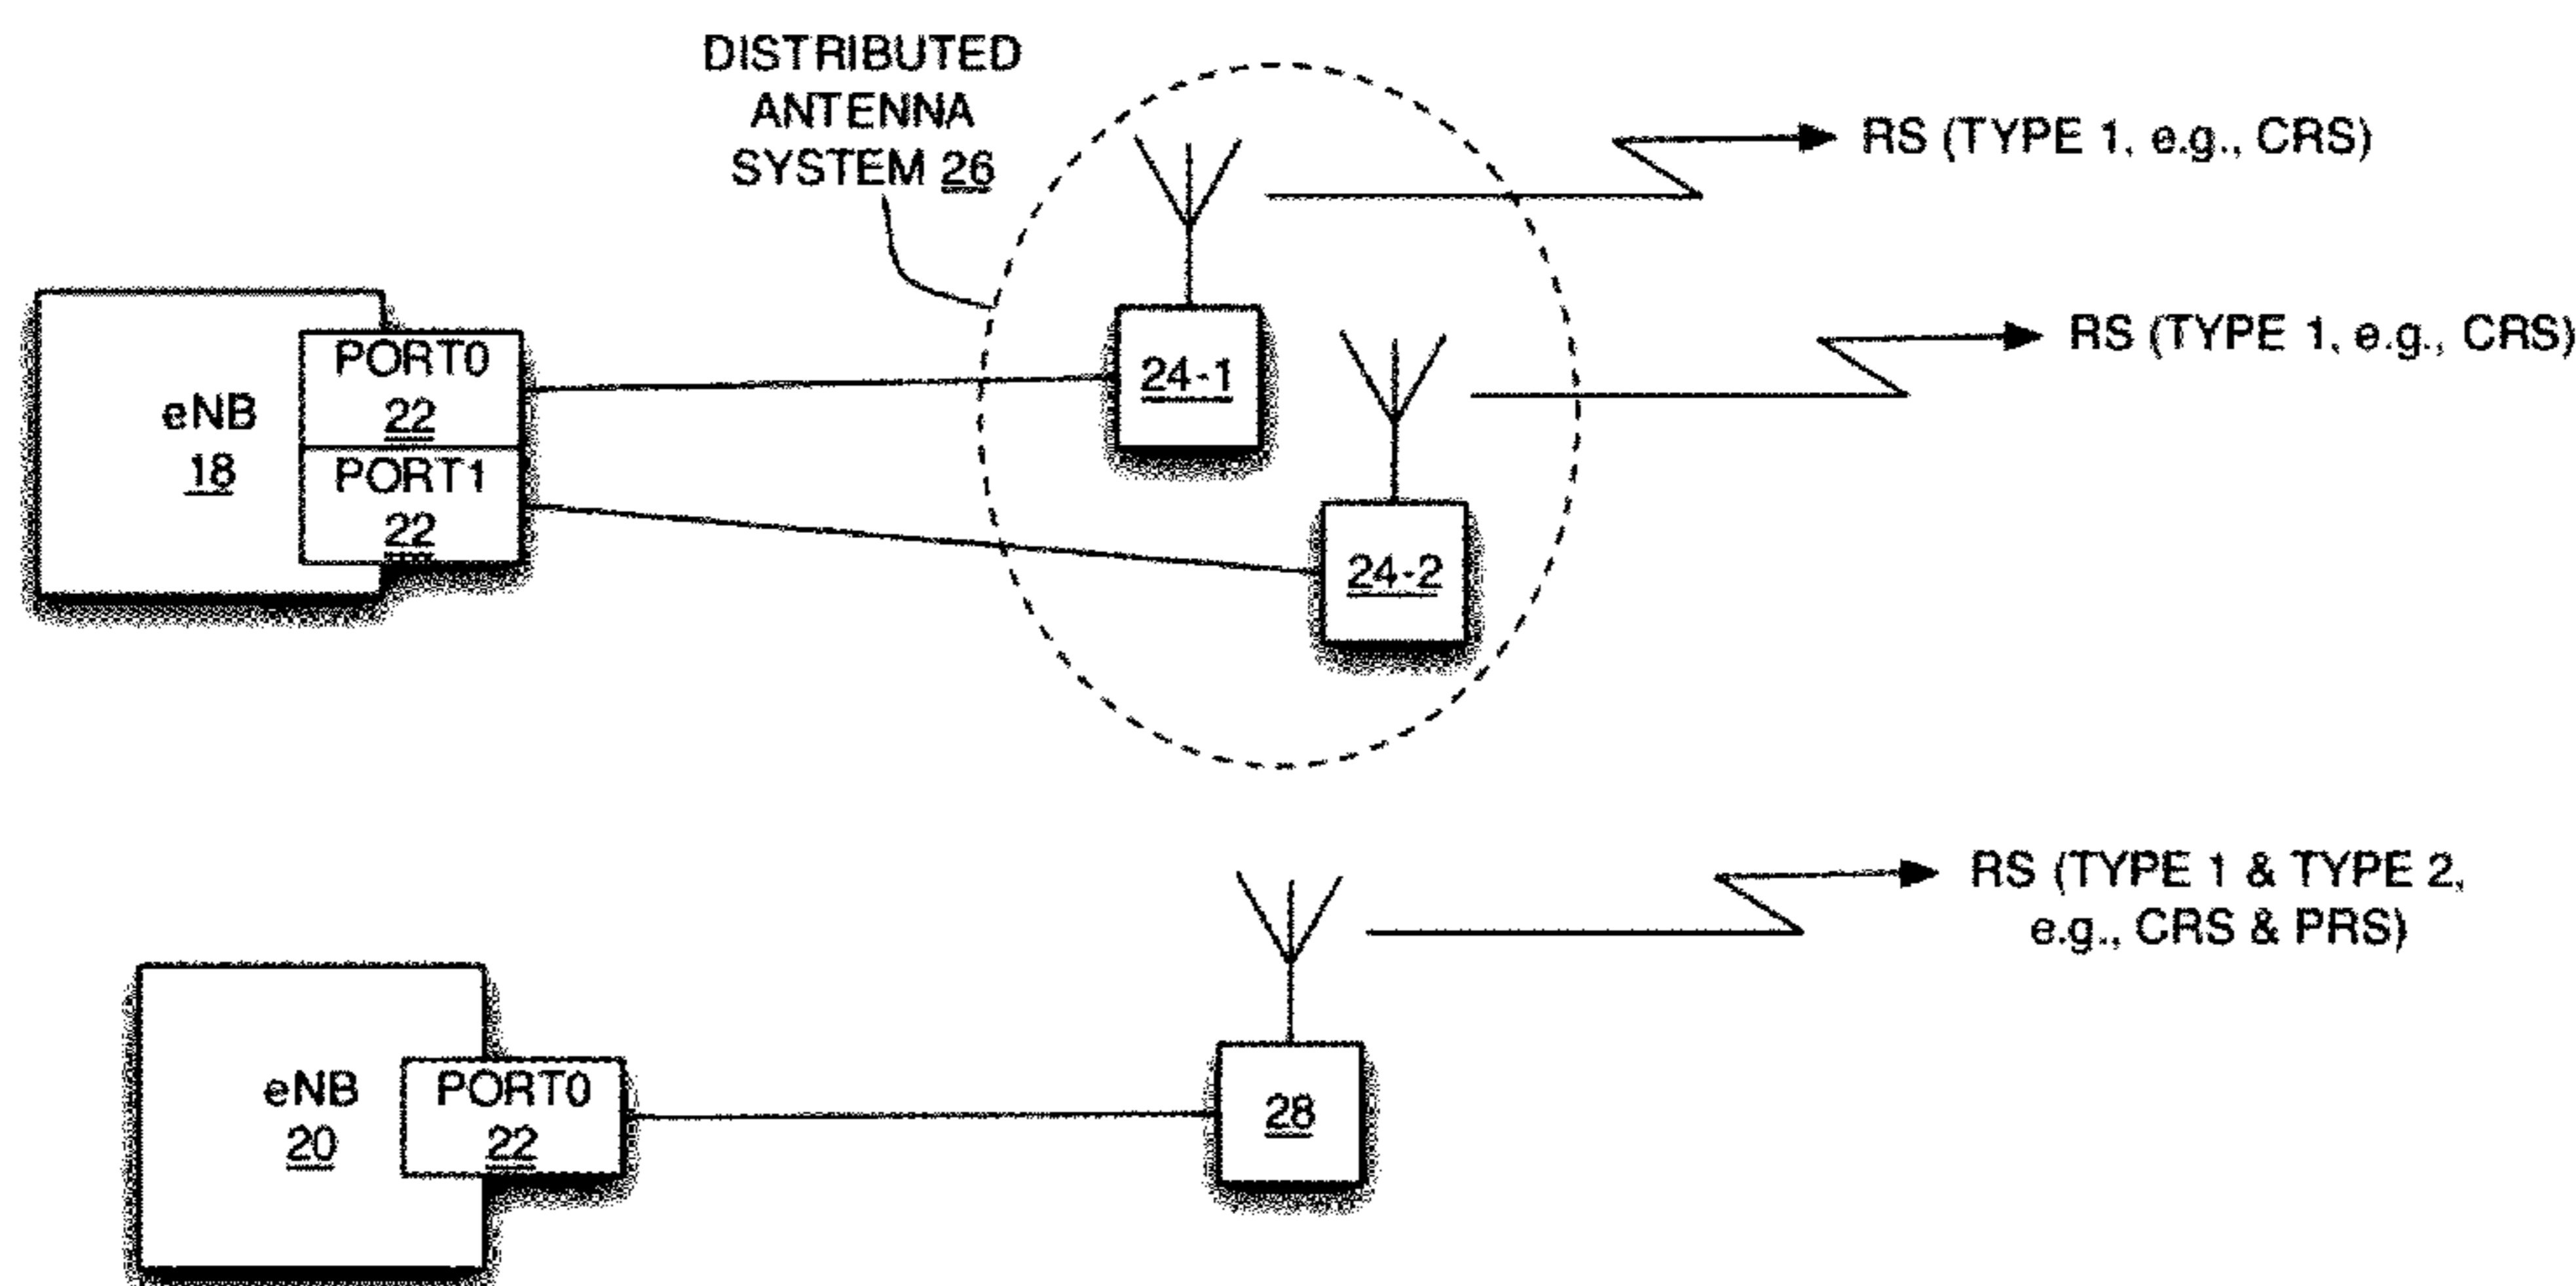 DISTRIBUTED
ANTENNA
SYSTEM 26
RS (TYPE 1, e.g., CRS)
RS (TYPE 1, e.g., CRS)
eNB
18
PORT0
22
PORT1
22
24-1
24-2
RS (TYPE 1 & TYPE 2,
e.g., CRS & PRS)
eNB
20
PORT0
22
28